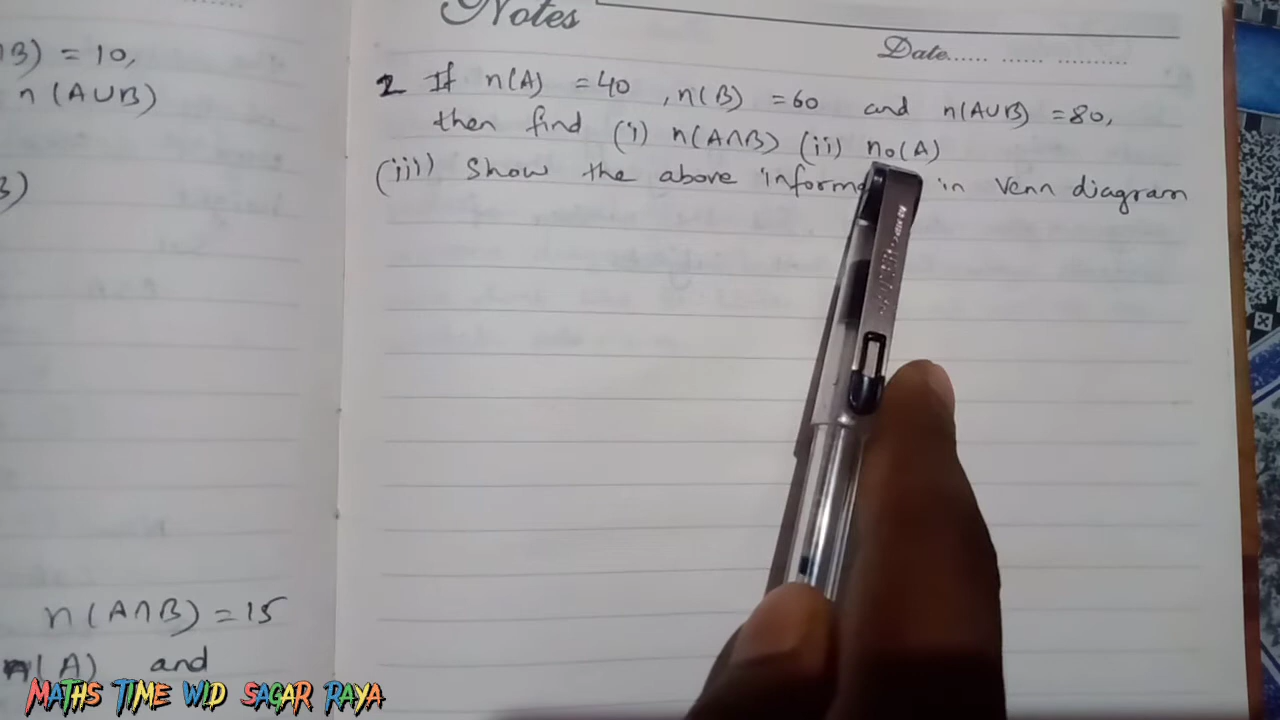 Notes
Date...... ...... ..........
B) = 10,
n (A∪B)
B)
2 If n(A) = 40 , n(B) = 60 and n(A∪B) = 80,
then find (i) n(A∩B) (ii) no(A)
(iii) Show the above in Venn diagram
n(A∩B) = 15
n(A) and
MATHS TIME WID SAGAR RAYA